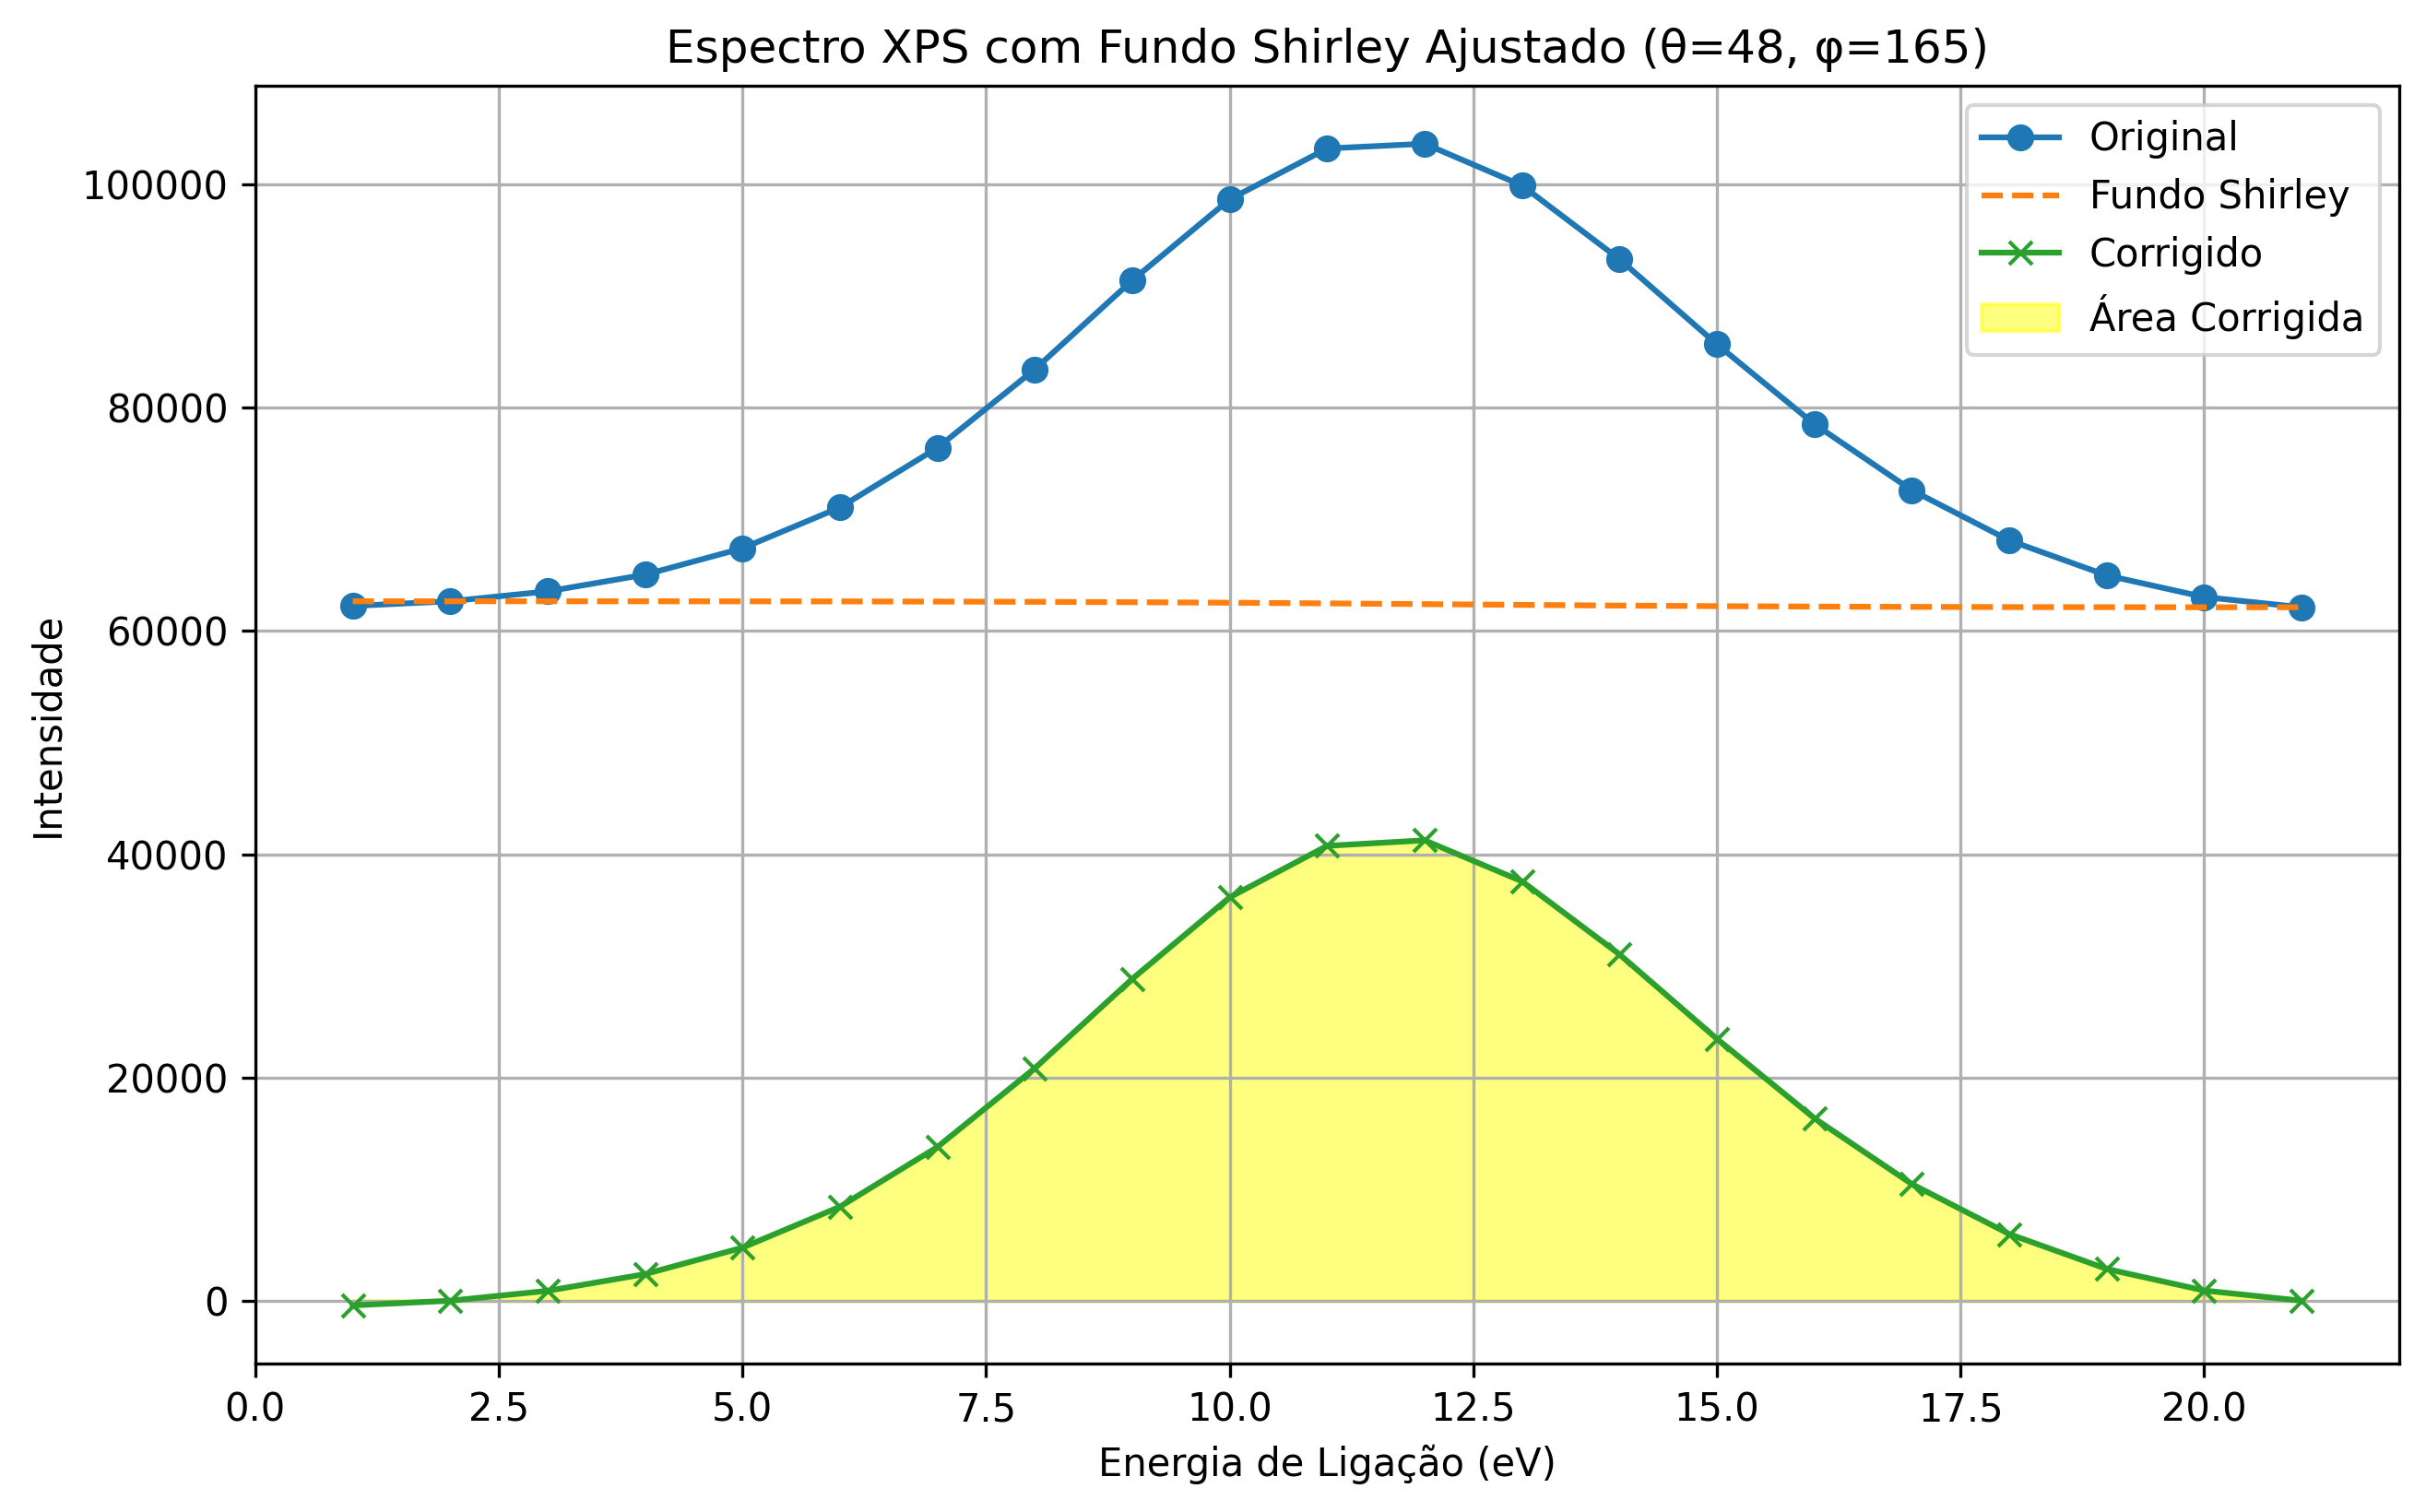 Espectro XPS com Fundo Shirley Ajustado (θ=48, φ=165)
Original
Fundo Shirley
Corrigido
Área Corrigida
Intensidade
100000
80000
60000
40000
20000
0
0.0 2.5 5.0 7.5 10.0 12.5 15.0 17.5 20.0
Energia de Ligação (eV)